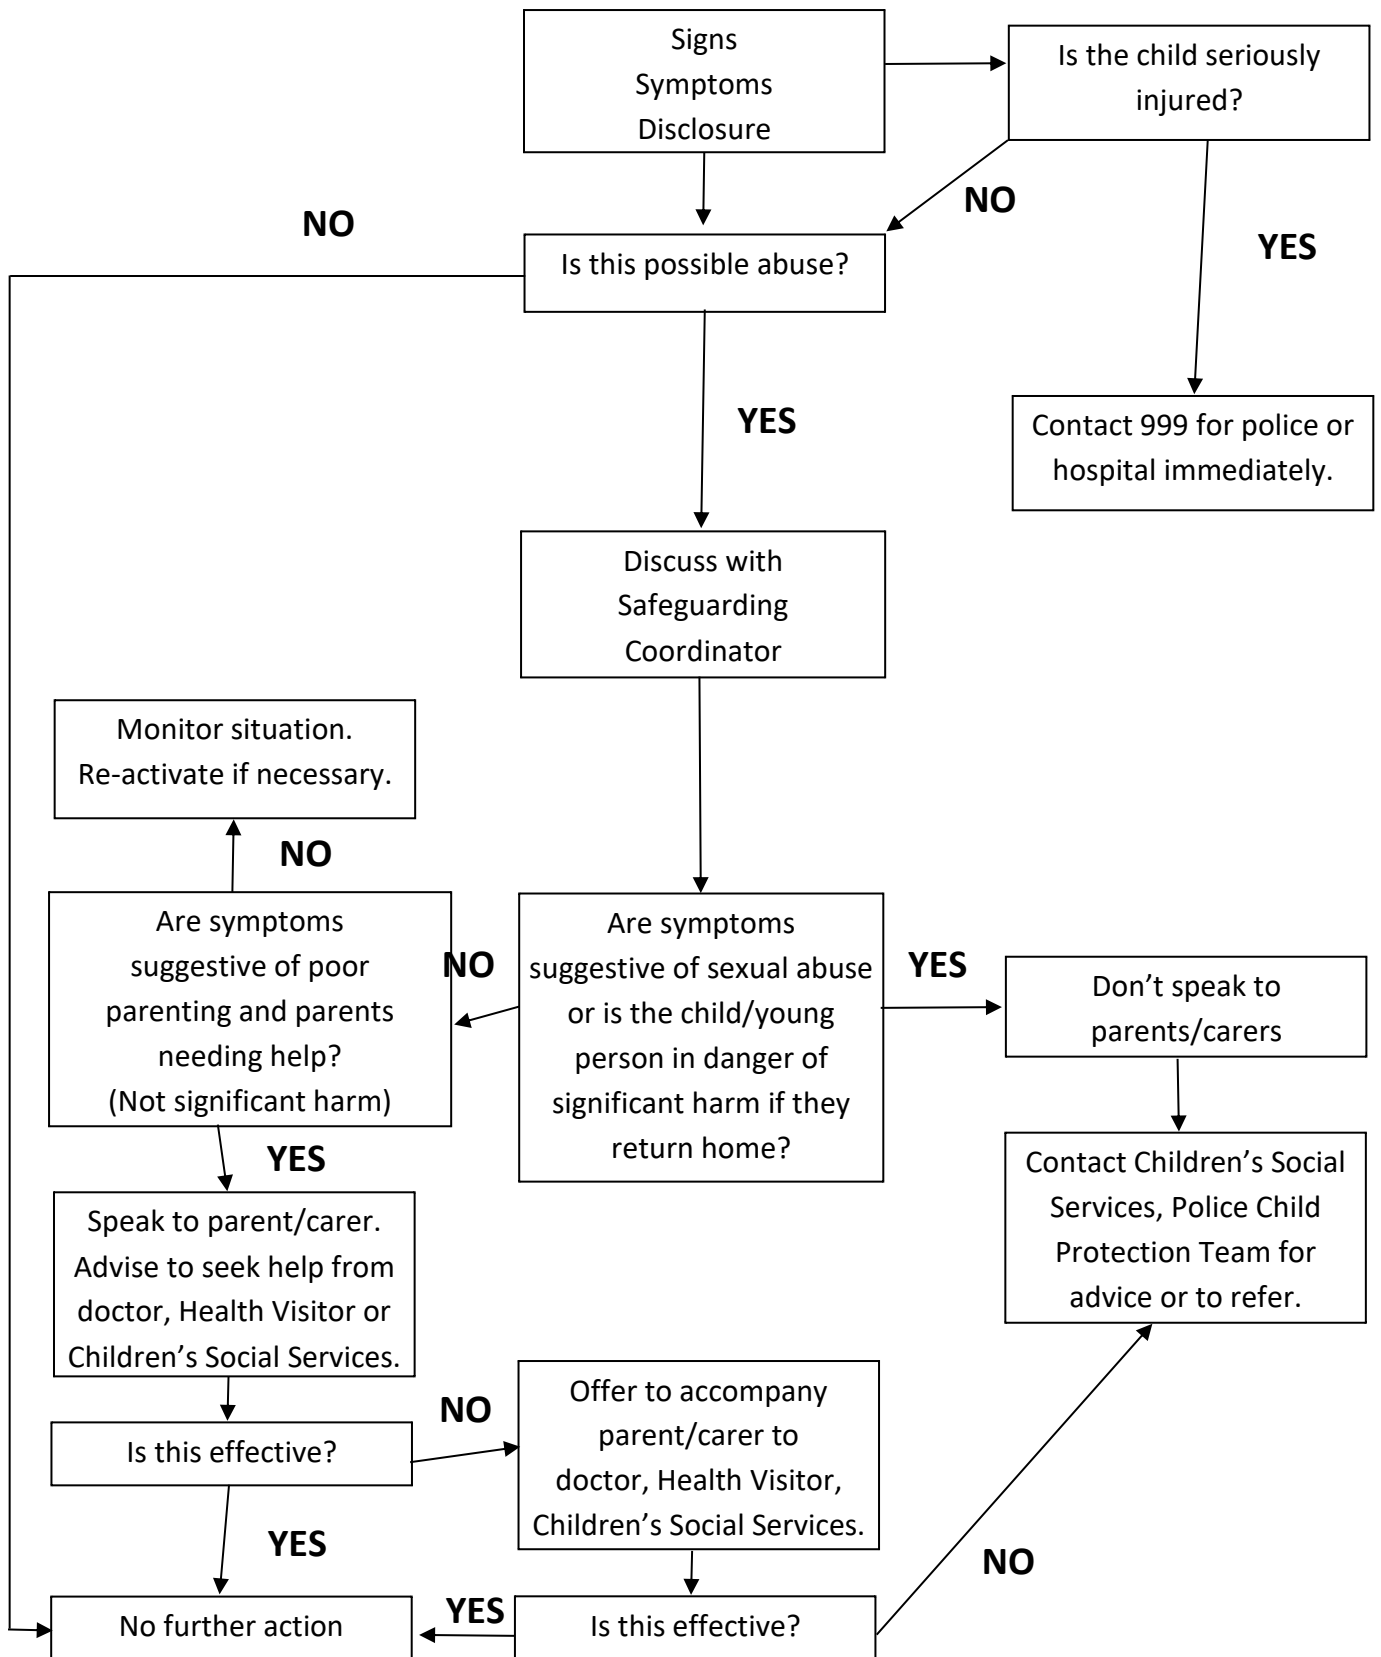 Signs
Symptoms
Disclosure
Is the child seriously
injured?
NO
NO
YES
Is this possible abuse?
YES
Contact 999 for police or
hospital immediately.
Discuss with
Safeguarding
Coordinator
Monitor situation.
Re-activate if necessary.
NO
Are symptoms
suggestive of poor
parenting and parents
needing help?
(Not significant harm)
NO
Are symptoms
suggestive of sexual abuse
or is the child/young
person in danger of
significant harm if they
return home?
YES
Don’t speak to
parents/carers
YES
Contact Children’s Social
Services, Police Child
Protection Team for
advice or to refer.
Speak to parent/carer.
Advise to seek help from
doctor, Health Visitor or
Children’s Social Services.
NO
Offer to accompany
parent/carer to
doctor, Health Visitor,
Children’s Social Services.
Is this effective?
YES
NO
No further action
YES
Is this effective?